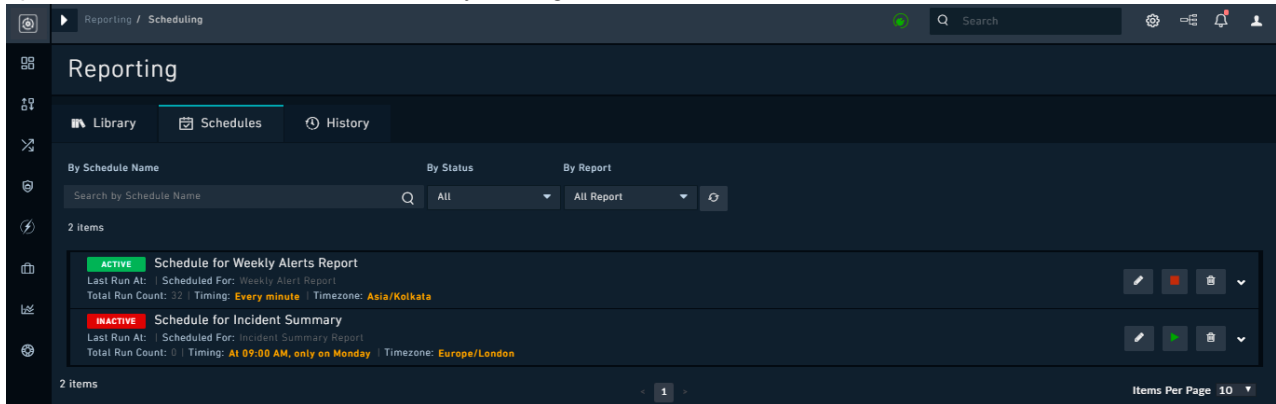 Reporting / Scheduling
Search
Reporting
Library Schedules History
By Schedule Name By Status By Report
Search by Schedule Name All All Report
2 items
ACTIVE Schedule for Weekly Alerts Report
Last Run At: | Scheduled For: Weekly Alert Report
Total Run Count: 32 | Timing: Every minute | Timezone: Asia/Kolkata
INACTIVE Schedule for Incident Summary
Last Run At: | Scheduled For: Incident Summary Report
Total Run Count: 0 | Timing: At 09:00 AM, only on Monday | Timezone: Europe/London
2 items < 1 > Items Per Page 10